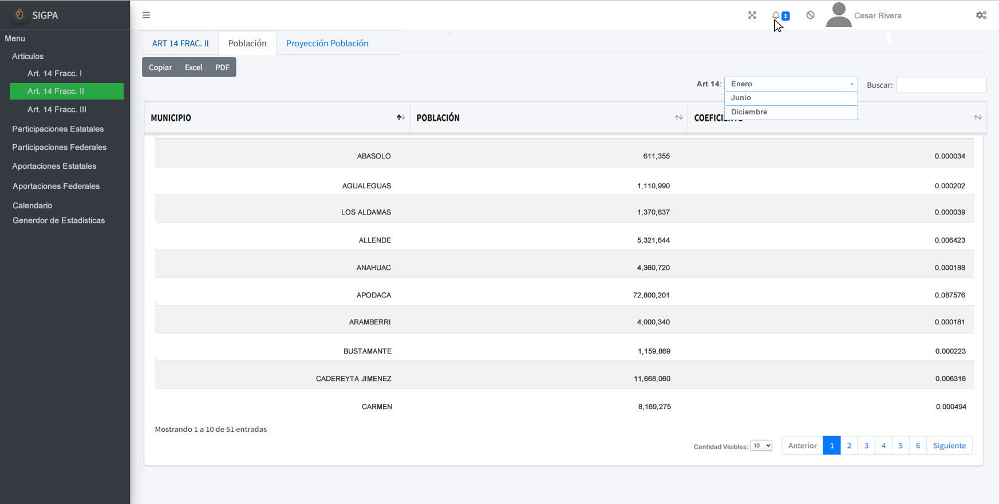 SIGPA
1
Cesar Rivera
Menu
Articulos
Art. 14 Fracc. I
Art. 14 Fracc. II
Art. 14 Fracc. III
Participaciones Estatales
Participaciones Federales
Aportaciones Estatales
Aportaciones Federales
Calendario
Generdor de Estadisticas
ART 14 FRAC. II
Población
Proyección Población
Copiar Excel PDF
Art 14: Enero
Junio
Diciembre
Buscar:
MUNICIPIO POBLACIÓN COEFICIENTE
ABASOLO 611,355 0.000034
AGUALEGUAS 1,110,990 0.000202
LOS ALDAMAS 1,370,637 0.000039
ALLENDE 5,321,644 0.006423
ANAHUAC 4,360,720 0.000188
APODACA 72,800,201 0.087576
ARAMBERRI 4,000,340 0.000181
BUSTAMANTE 1,159,869 0.000223
CADEREYTA JIMENEZ 11,668,060 0.006316
CARMEN 8,169,275 0.000494
Mostrando 1 a 10 de 51 entradas
Cantidad Visibles: 10
Anterior 1 2 3 4 5 6 Siguiente